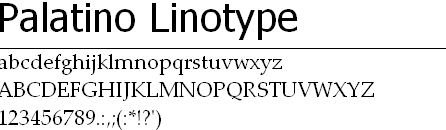 Palatino Linotype
abcdefghijklmnopqrstuvwxyz
ABCDEFGHIJKLMNOPQRSTUVWXYZ
123456789.:,;(:*!?')